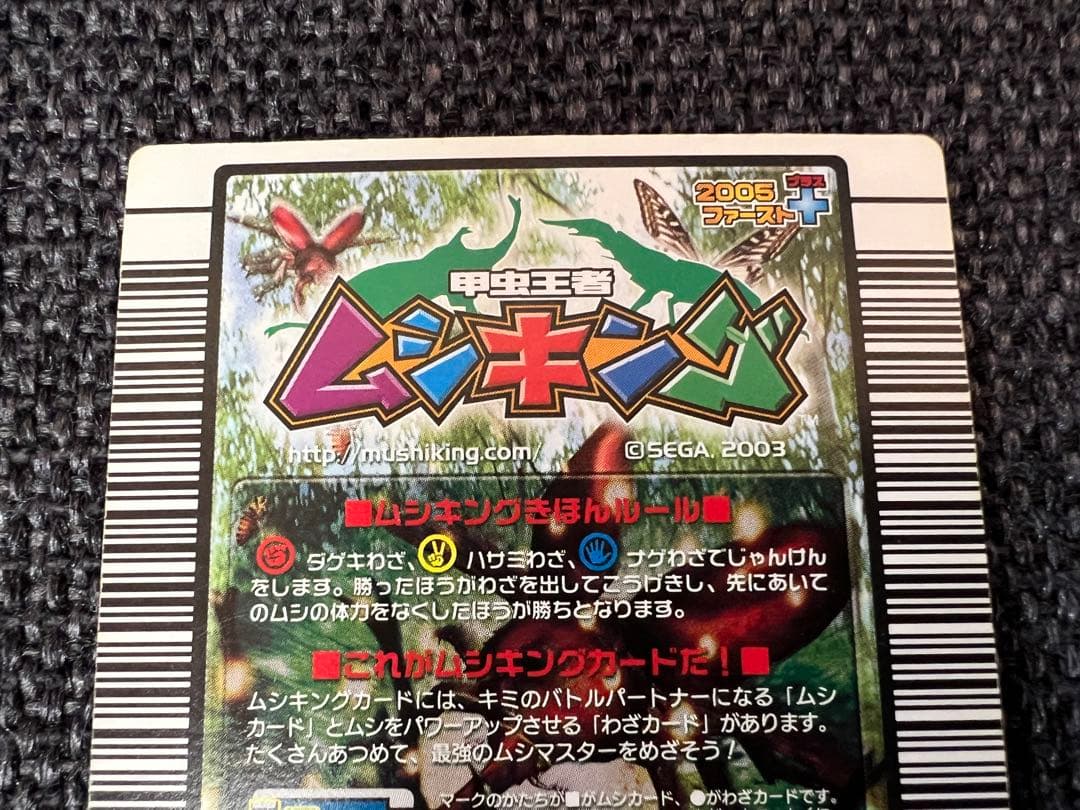 2005 プラス
ファースト+
甲虫王者
ムシキング
TM
http://mushiking.com/ ©SEGA, 2003
■ムシキングきほんルール■
ダゲキわざ、ハサミわざ、ナゲわざでじゃんけん
をします。勝ったほうがわざを出してこうげきし、先にあいて
のムシの体力をなくしたほうが勝ちとなります。
■これがムシキングカードだ！■
ムシキングカードには、キミのバトルパートナーになる「ムシ
カード」とムシをパワーアップさせる「わざカード」があります。
たくさんあつめて、最強のムシマスターをめざそう！
マークのかたちが■がムシカード、●がわざカードです。